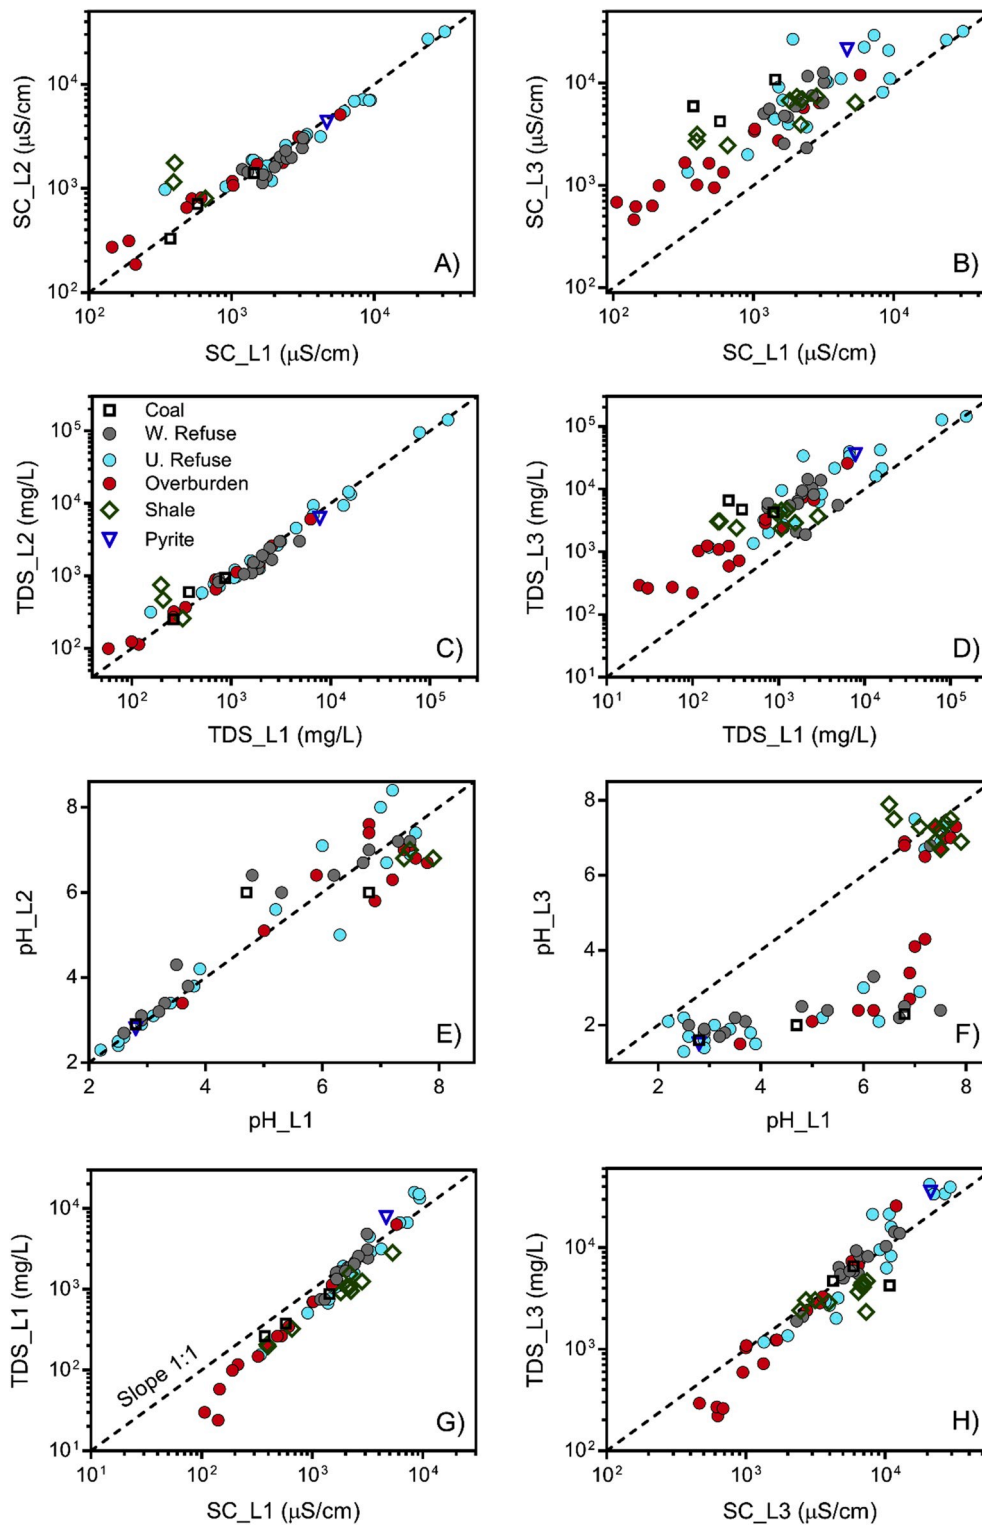 SC_L2 (μS/cm)
10⁴
10³
10²
10² 10³ 10⁴
SC_L1 (μS/cm)
A)
SC_L3 (μS/cm)
10⁴
10³
10²
10² 10³ 10⁴
SC_L1 (μS/cm)
B)
TDS_L2 (mg/L)
10⁵
10⁴
10³
10²
Coal
W. Refuse
U. Refuse
Overburden
Shale
Pyrite
10² 10³ 10⁴ 10⁵
TDS_L1 (mg/L)
C)
TDS_L3 (mg/L)
10⁵
10⁴
10³
10²
10¹
10¹ 10² 10³ 10⁴ 10⁵
TDS_L1 (mg/L)
D)
pH_L2
8
6
4
2
2 4 6 8
pH_L1
E)
pH_L3
8
6
4
2
2 4 6 8
pH_L1
F)
TDS_L1 (mg/L)
10⁴
10³
10²
10¹
Slope 1:1
10¹ 10² 10³ 10⁴
SC_L1 (μS/cm)
G)
TDS_L3 (mg/L)
10⁴
10³
10²
10² 10³ 10⁴
SC_L3 (μS/cm)
H)